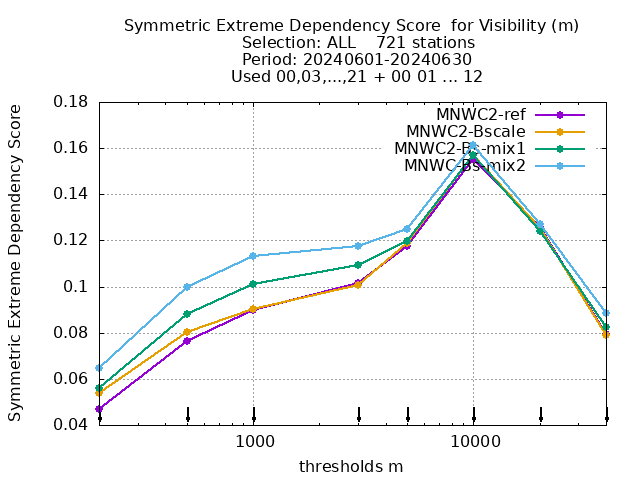 Symmetric Extreme Dependency Score  for Visibility (m)
Selection: ALL    721 stations
Period: 20240601-20240630
Used 00,03,...,21 + 00 01 ... 12
Symmetric Extreme Dependency Score
0.18
0.16
0.14
0.12
0.1
0.08
0.06
0.04
MNWC2-ref
MNWC2-Bscale
MNWC2-Bs-mix1
MNWC-Bs-mix2
1000
10000
thresholds m